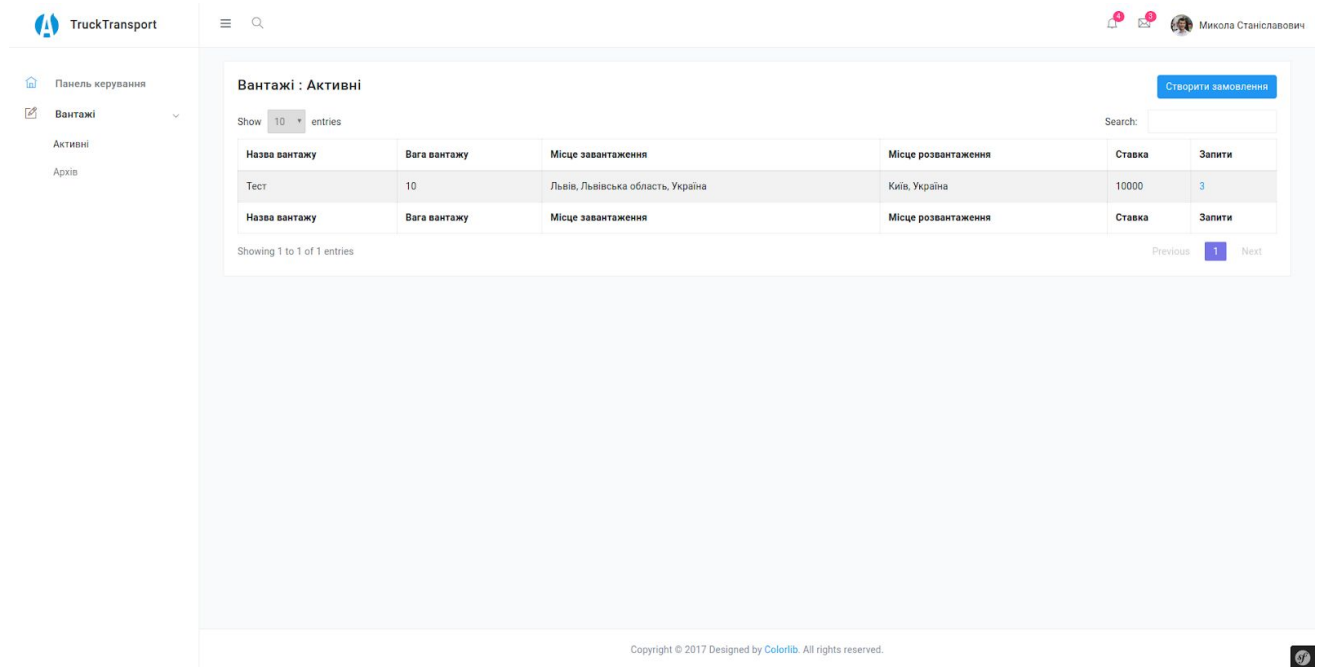 TruckTransport
4
3
Микола Станіславович
Панель керування
Вантажі
Активні
Архів
Вантажі : Активні
Створити замовлення
Show 10 entries
Search:
Назва вантажу Вага вантажу Місце завантаження Місце розвантаження Ставка Запити
Тест 10 Львів, Львівська область, Україна Київ, Україна 10000 3
Назва вантажу Вага вантажу Місце завантаження Місце розвантаження Ставка Запити
Showing 1 to 1 of 1 entries
Previous 1 Next
Copyright © 2017 Designed by Colorlib. All rights reserved.
sf